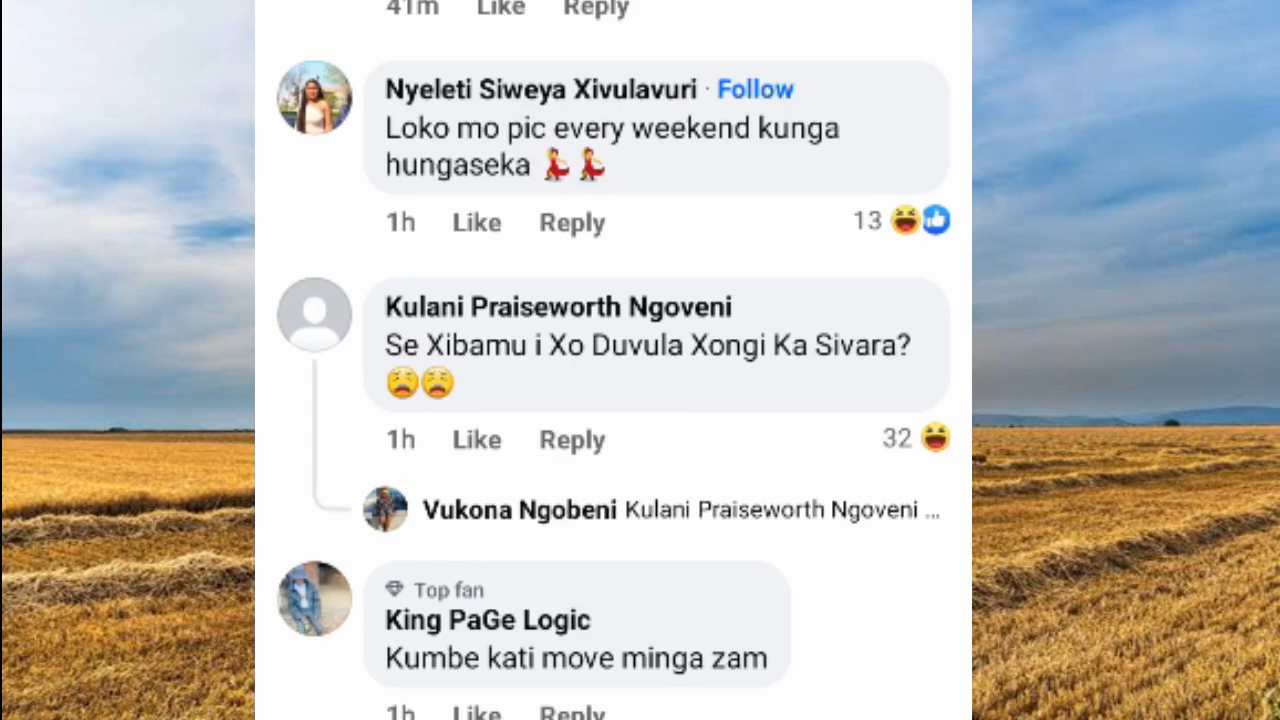 41m Like Reply
Nyeleti Siweya Xivulavuri · Follow
Loko mo pic every weekend kunga
hungaseka 💃💃
1h Like Reply 13
Kulani Praiseworth Ngoveni
Se Xibamu i Xo Duvula Xongi Ka Sivara?
😩😩
1h Like Reply 32
Vukona Ngobeni Kulani Praiseworth Ngoveni ...
Top fan
King PaGe Logic
Kumbe kati move minga zam
1h Like Reply